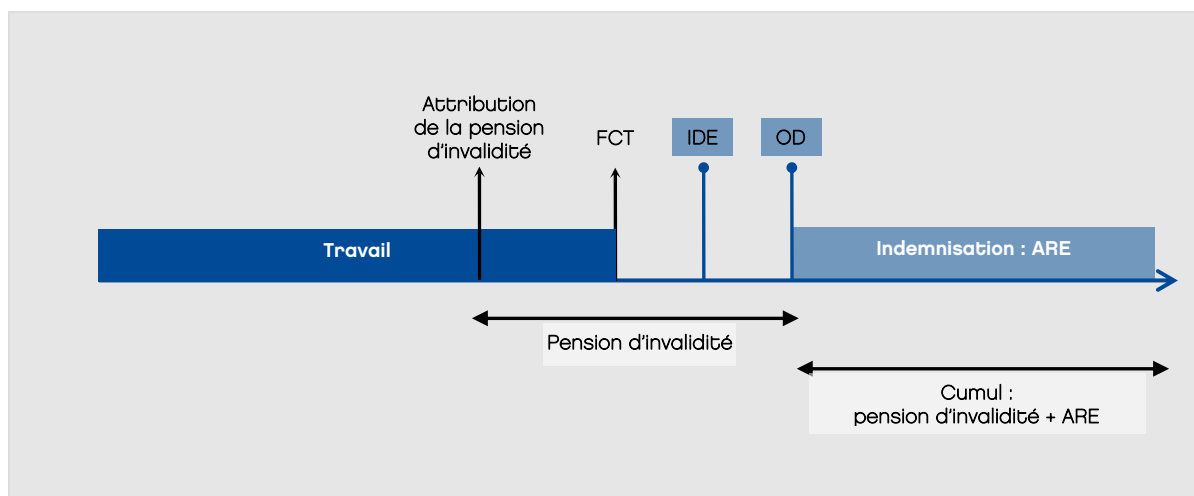 Attribution
de la pension
d'invalidité
FCT
IDE
OD
Travail
Indemnisation : ARE
Pension d'invalidité
Cumul :
pension d'invalidité + ARE